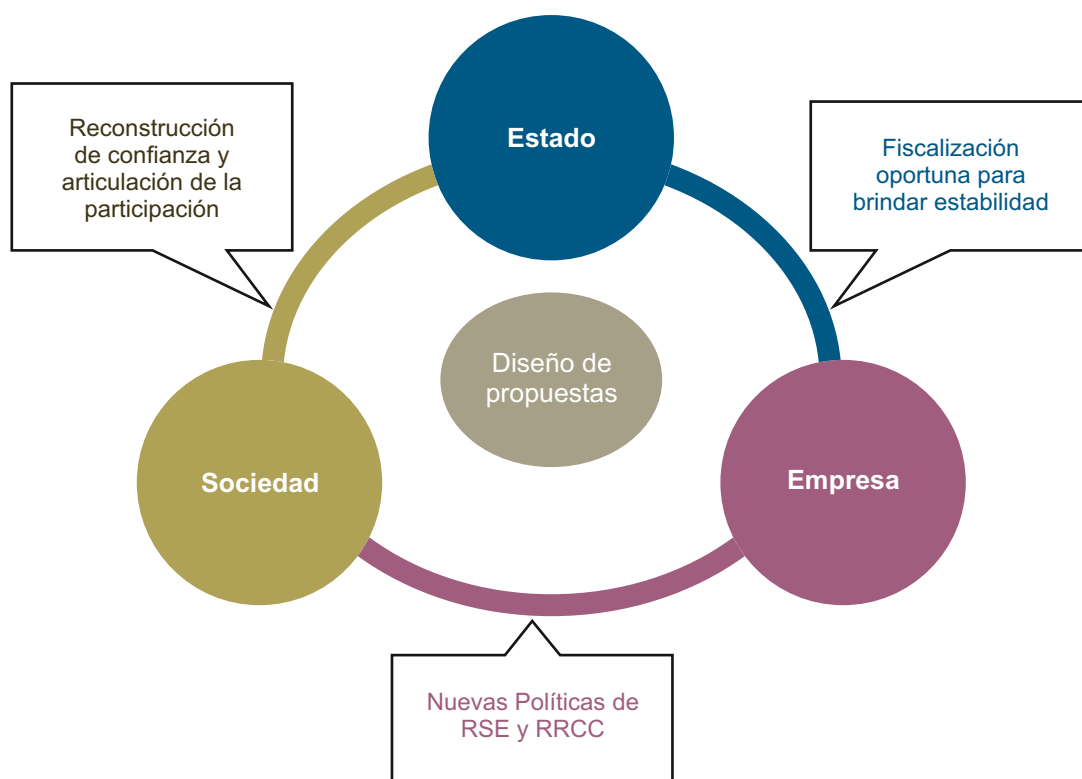 Estado
Reconstrucción
de confianza y
articulación de la
participación
Fiscalización
oportuna para
brindar estabilidad
Diseño de
propuestas
Sociedad
Empresa
Nuevas Políticas de
RSE y RRCC